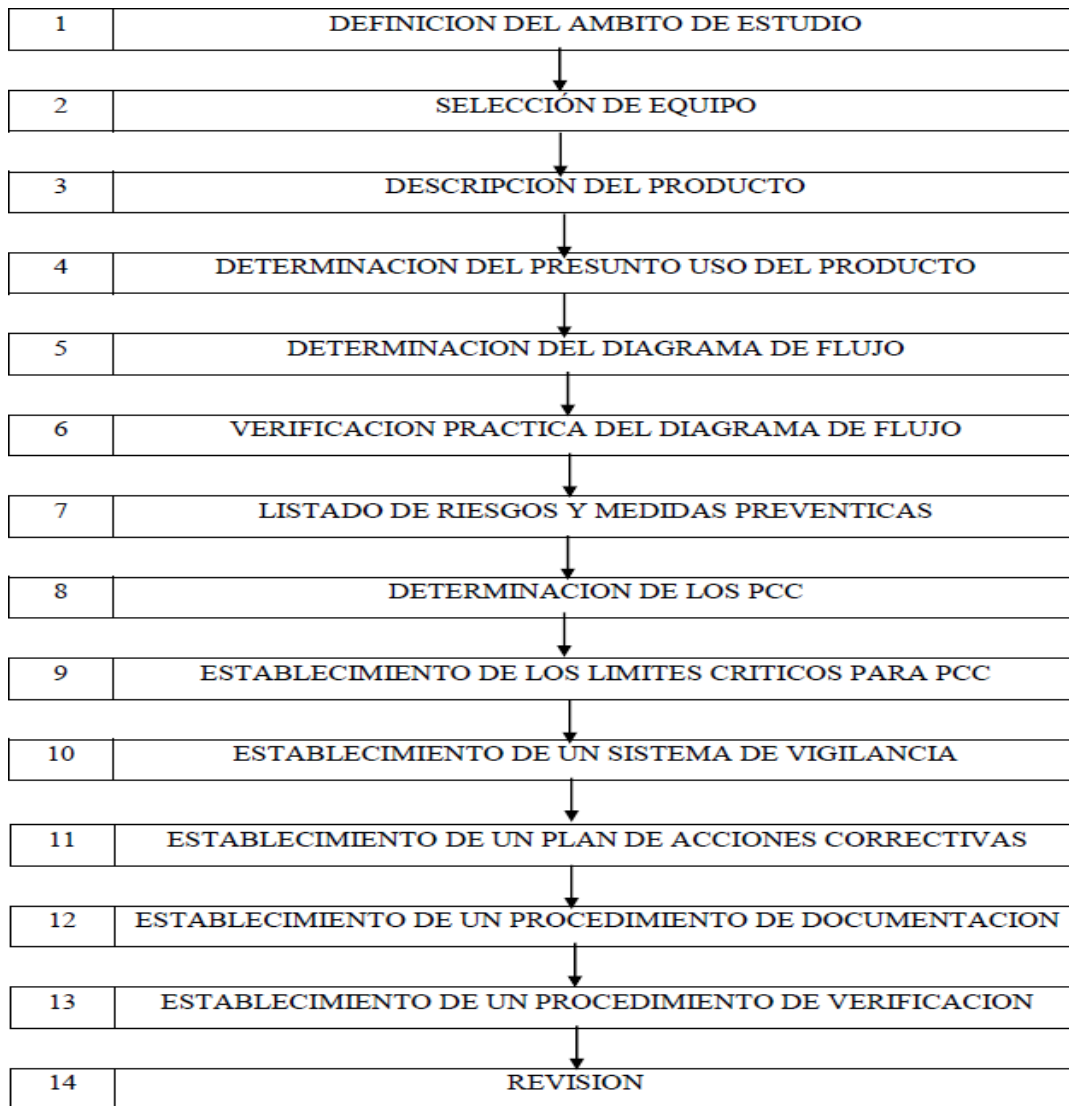 1 DEFINICION DEL AMBITO DE ESTUDIO
2 SELECCIÓN DE EQUIPO
3 DESCRIPCION DEL PRODUCTO
4 DETERMINACION DEL PRESUNTO USO DEL PRODUCTO
5 DETERMINACION DEL DIAGRAMA DE FLUJO
6 VERIFICACION PRACTICA DEL DIAGRAMA DE FLUJO
7 LISTADO DE RIESGOS Y MEDIDAS PREVENTICAS
8 DETERMINACION DE LOS PCC
9 ESTABLECIMIENTO DE LOS LIMITES CRITICOS PARA PCC
10 ESTABLECIMIENTO DE UN SISTEMA DE VIGILANCIA
11 ESTABLECIMIENTO DE UN PLAN DE ACCIONES CORRECTIVAS
12 ESTABLECIMIENTO DE UN PROCEDIMIENTO DE DOCUMENTACION
13 ESTABLECIMIENTO DE UN PROCEDIMIENTO DE VERIFICACION
14 REVISION